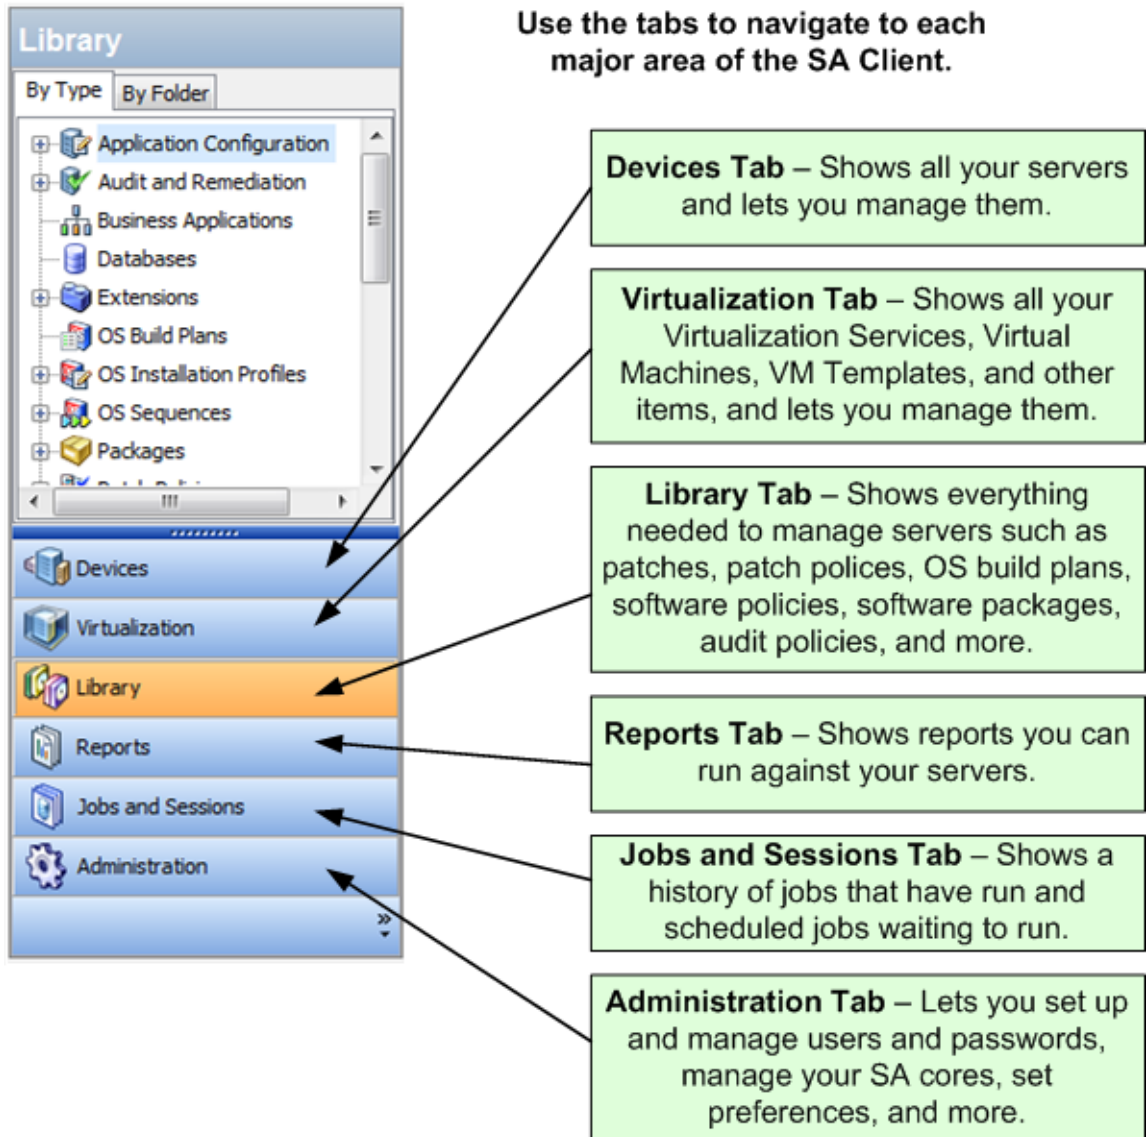 Library
By Type
By Folder
Application Configuration
Audit and Remediation
Business Applications
Databases
Extensions
OS Build Plans
OS Installation Profiles
OS Sequences
Packages
Devices
Virtualization
Library
Reports
Jobs and Sessions
Administration
Use the tabs to navigate to each
major area of the SA Client.
Devices Tab – Shows all your servers
and lets you manage them.
Virtualization Tab – Shows all your
Virtualization Services, Virtual
Machines, VM Templates, and other
items, and lets you manage them.
Library Tab – Shows everything
needed to manage servers such as
patches, patch polices, OS build plans,
software policies, software packages,
audit policies, and more.
Reports Tab – Shows reports you can
run against your servers.
Jobs and Sessions Tab – Shows a
history of jobs that have run and
scheduled jobs waiting to run.
Administration Tab – Lets you set up
and manage users and passwords,
manage your SA cores, set
preferences, and more.